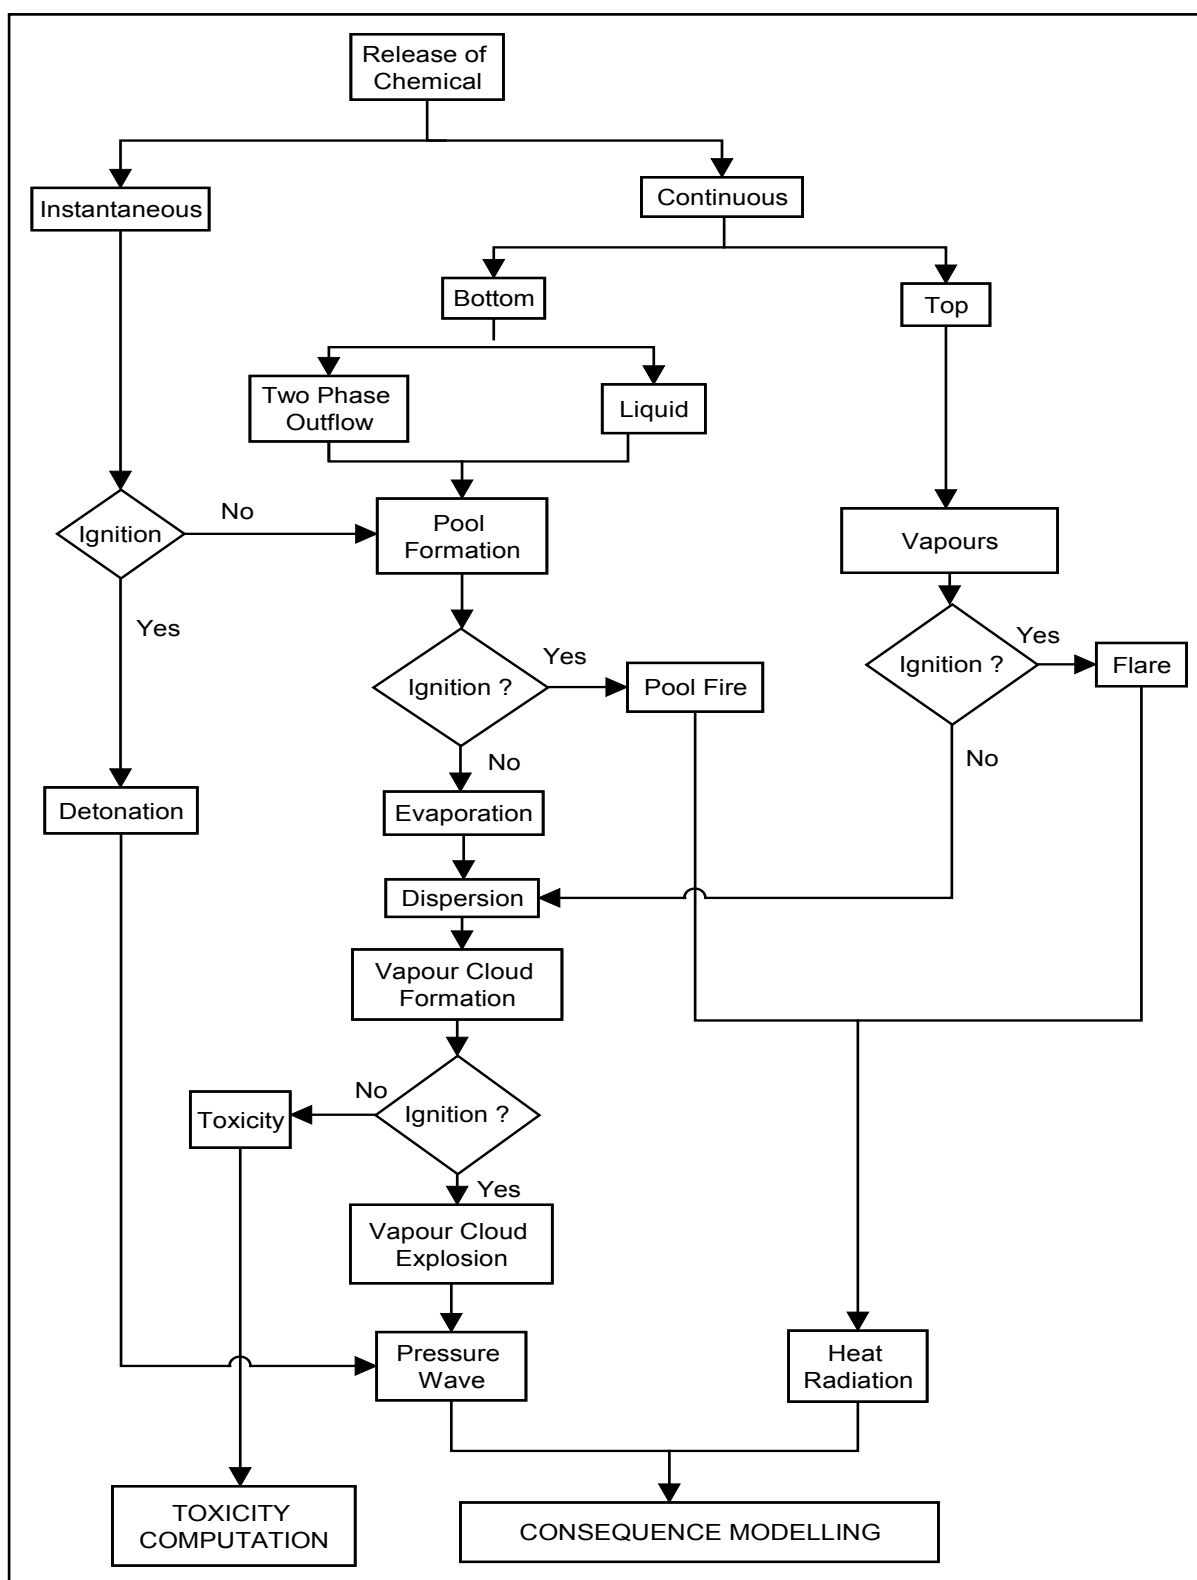 Release of
Chemical
Instantaneous
Continuous
Bottom
Top
Two Phase
Outflow
Liquid
Ignition
No
Pool
Formation
Vapours
Yes
Ignition ?
Yes
Pool Fire
Ignition ?
Yes
Flare
No
No
Detonation
Evaporation
Dispersion
Vapour Cloud
Formation
No
Toxicity
Ignition ?
Yes
Vapour Cloud
Explosion
Pressure
Wave
Heat
Radiation
TOXICITY
COMPUTATION
CONSEQUENCE MODELLING